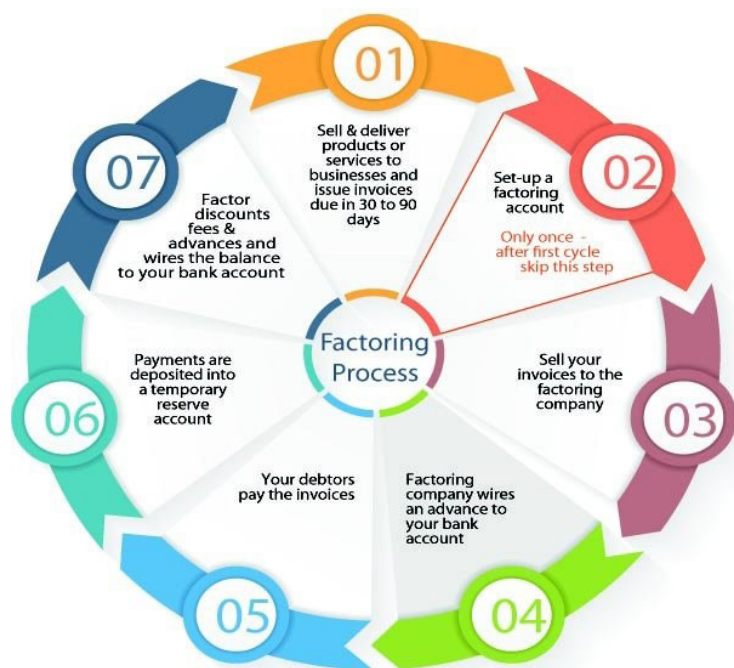 01
Sell & deliver
products or
services to
businesses and
issue invoices
due in 30 to 90
days
02
Set-up a
factoring
account
Only once -
after first cycle
skip this step
03
Sell your
invoices to the
factoring
company
04
Factoring
company wires
an advance to
your bank
account
05
Your debtors
pay the invoices
06
Payments are
deposited into
a temporary
reserve
account
07
Factor
discounts
fees &
advances and
wires the balance
to your bank account
Factoring
Process